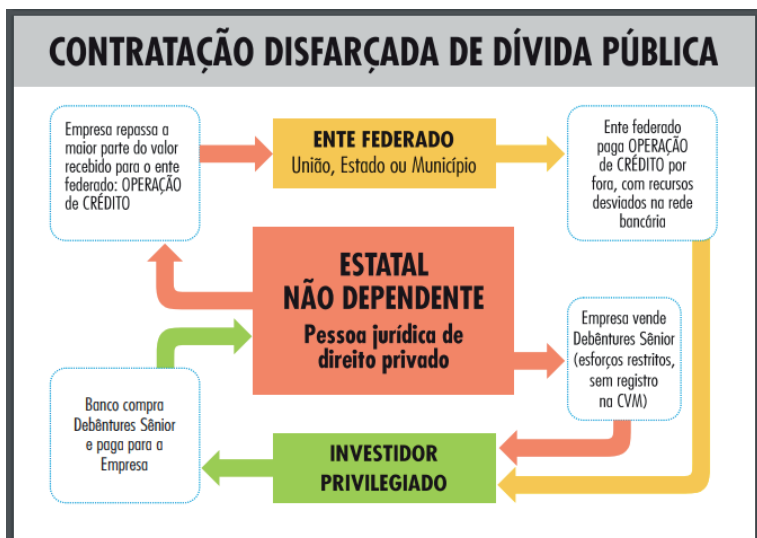 CONTRATAÇÃO DISFARÇADA DE DÍVIDA PÚBLICA
Empresa repassa a
maior parte do valor
recebido para o ente
federado: OPERAÇÃO
de CRÉDITO
ENTE FEDERADO
União, Estado ou Município
Ente federado
paga OPERAÇÃO
de CRÉDITO por
fora, com recursos
desviados na rede
bancária
ESTATAL
NÃO DEPENDENTE
Pessoa jurídica de
direito privado
Empresa vende
Debêntures Sênior
(esforços restritos,
sem registro
na CVM)
Banco compra
Debêntures Sênior
e paga para a
Empresa
INVESTIDOR
PRIVILEGIADO